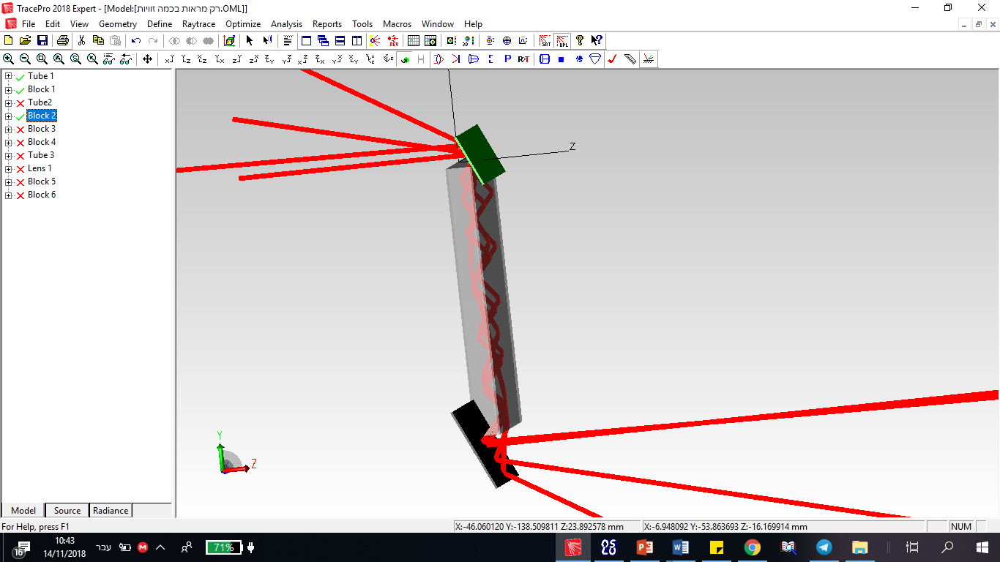 TracePro 2018 Expert - [Model:[רק מראות בכמה זוויות.OML]]
File Edit View Geometry Define Raytrace Optimize Analysis Reports Tools Macros Window Help
Tube 1
Block 1
Tube2
Block 2
Block 3
Block 4
Tube 3
Lens 1
Block 5
Block 6
Z
Y
Z
Model Source Radiance
For Help, press F1
X:-46.060120 Y:-138.509811 Z:23.892578 mm
X:-6.948092 Y:-53.863693 Z:-16.169914 mm
NUM
16
10:43
14/11/2018
עבר
71%